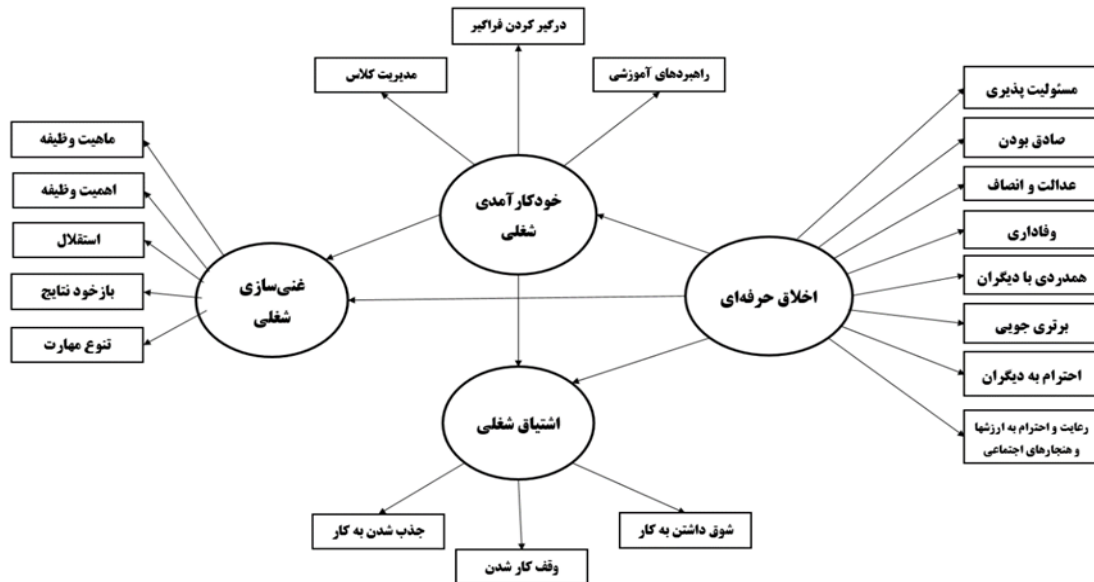 درگیر کردن فراگیر
مدیریت کلاس
راهبردهای آموزشی
خودکارآمدی
شغلی
مسئولیت پذیری
صادق بودن
عدالت و انصاف
وفاداری
همدردی با دیگران
برتری جویی
احترام به دیگران
رعایت و احترام به ارزشها
و هنجارهای اجتماعی
اخلاق حرفه‌ای
ماهیت وظیفه
اهمیت وظیفه
استقلال
بازخود نتایج
تنوع مهارت
غنی‌سازی
شغلی
اشتیاق شغلی
شوق داشتن به کار
وقف کار شدن
جذب شدن به کار